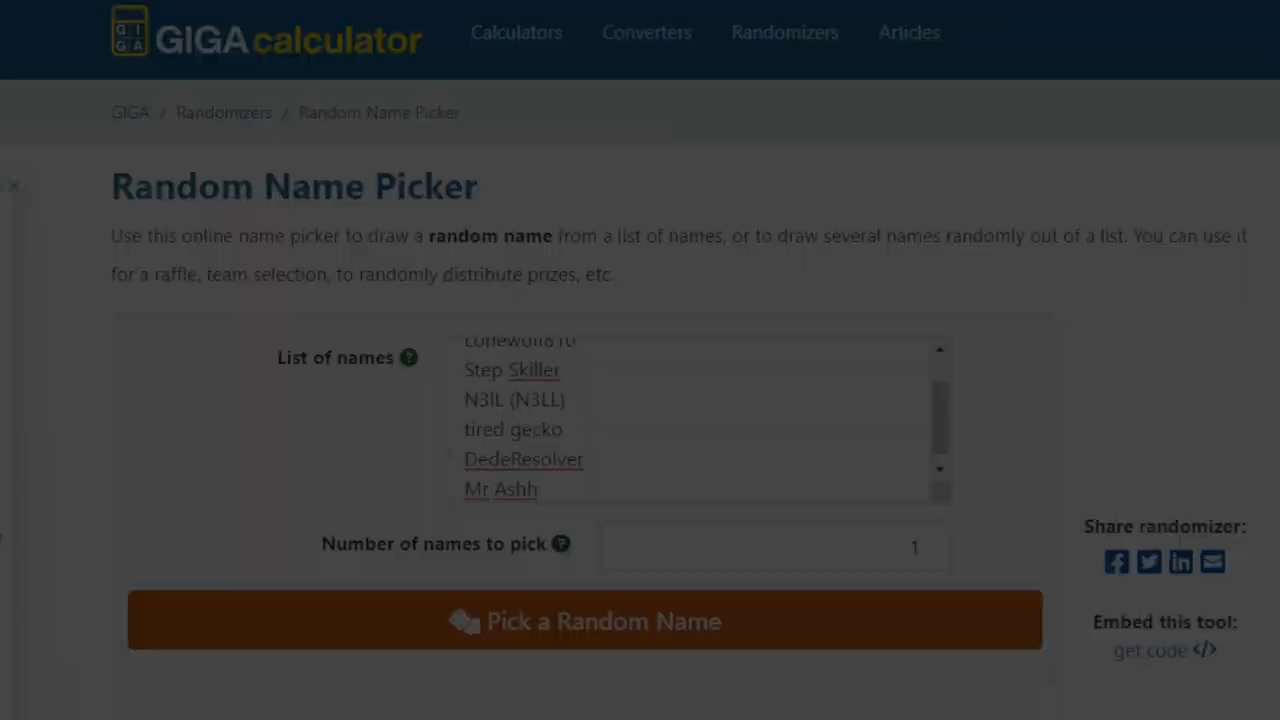 GI
GA
GIGA calculator
Calculators
Converters
Randomizers
Articles
GIGA / Randomizers / Random Name Picker
Random Name Picker
Use this online name picker to draw a random name from a list of names, or to draw several names randomly out of a list. You can use it
for a raffle, team selection, to randomly distribute prizes, etc.
List of names ?
Step Skiller
N3IL (N3LL)
tired gecko
DedeResolver
Mr Ashh
Number of names to pick ?
1
Pick a Random Name
Share randomizer:
Embed this tool:
get code </>